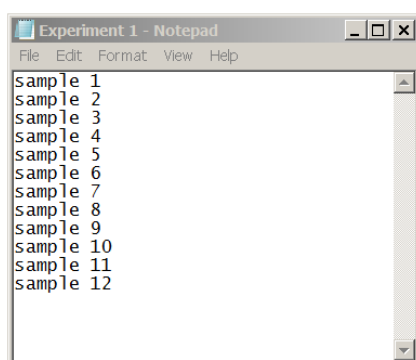 Experiment 1 - Notepad
File Edit Format View Help
sample 1
sample 2
sample 3
sample 4
sample 5
sample 6
sample 7
sample 8
sample 9
sample 10
sample 11
sample 12